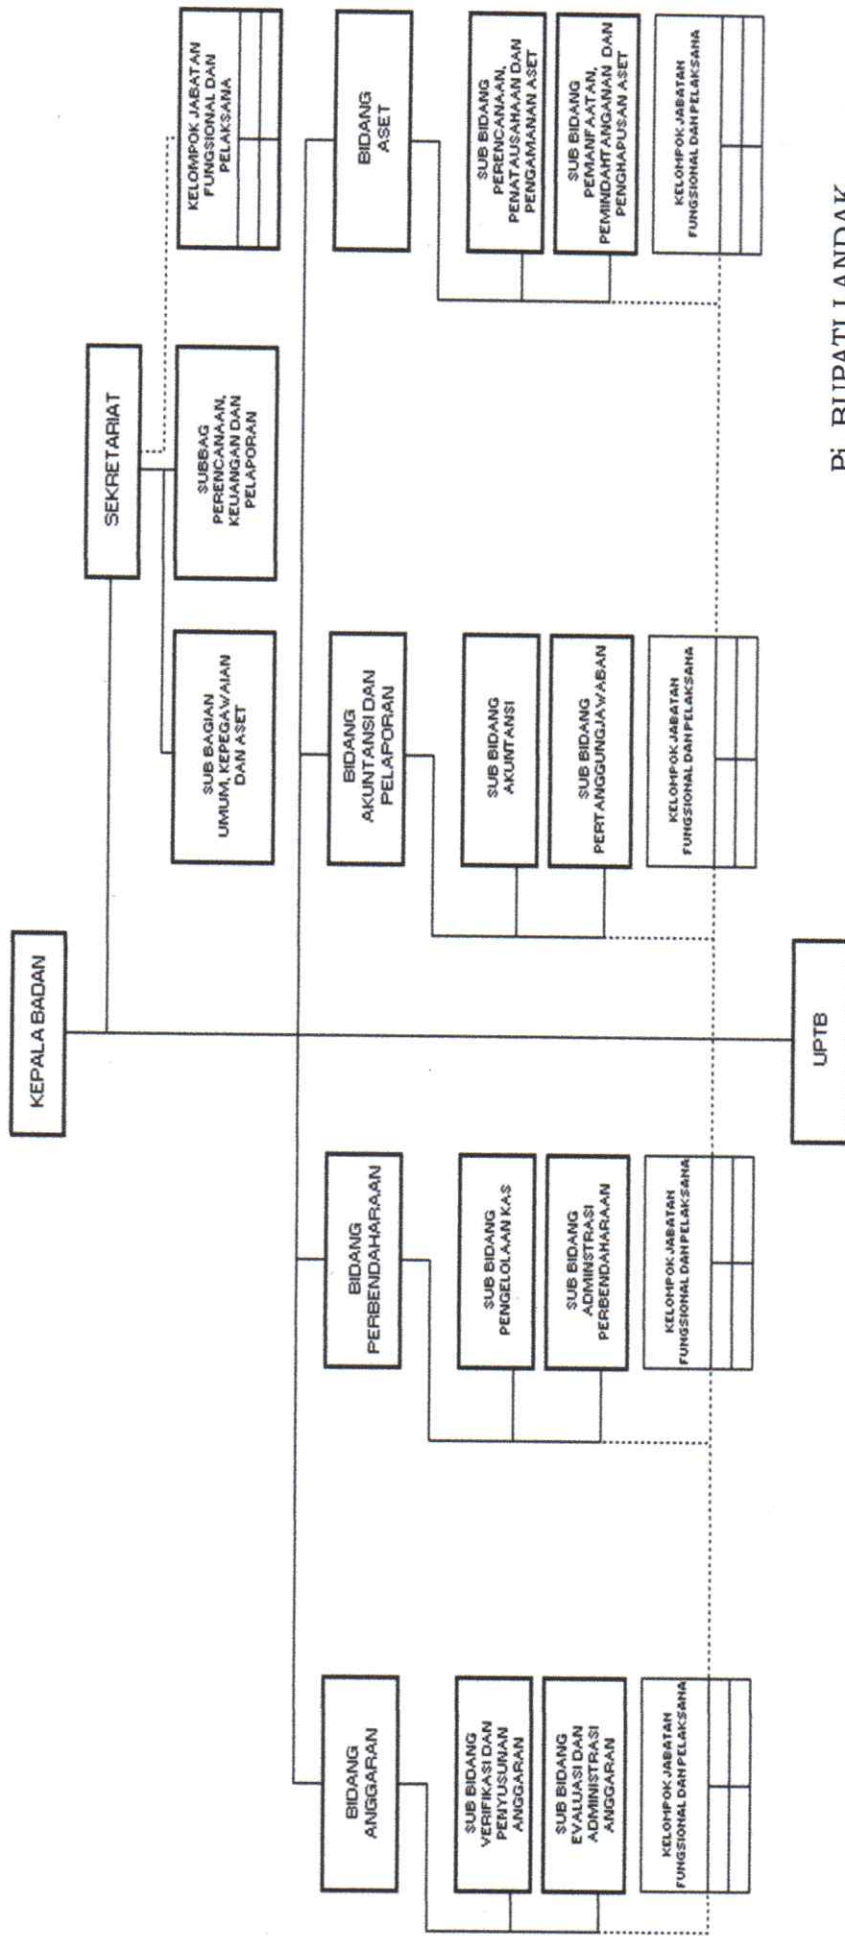 KEPALA BADAN
SEKRETARIAT
SUB BAGIAN
UMUM, KEPEGAWAIAN
DAN ASET
SUBBAG
PERENCANAAN,
KEUANGAN DAN
PELAPORAN
KELOMPOK JABATAN
FUNGSIONAL DAN
PELAKSANA
BIDANG
ANGGARAN
BIDANG
PERBENDAHARAAN
BIDANG
AKUNTANSI DAN
PELAPORAN
BIDANG
ASET
SUB BIDANG
VERIFIKASI DAN
PENYUSUNAN
ANGGARAN
SUB BIDANG
PENGELOLAAN KAS
SUB BIDANG
AKUNTANSI
SUB BIDANG
PERENCANAAN,
PENATAUSAHAAN DAN
PENGAMANAN ASET
SUB BIDANG
EVALUASI DAN
ADMINISTRASI
ANGGARAN
SUB BIDANG
ADMINSTRASI
PERBENDAHARAAN
SUB BIDANG
PERTANGGUNGJAWABAN
SUB BIDANG
PEMANFAATAN,
PEMINDAHTANGANAN DAN
PENGHAPUSAN ASET
KELOMPOK JABATAN
FUNGSIONAL DAN PELAKSANA
KELOMPOK JABATAN
FUNGSIONAL DAN PELAKSANA
KELOMPOK JABATAN
FUNGSIONAL DAN PELAKSANA
KELOMPOK JABATAN
FUNGSIONAL DAN PELAKSANA
UPTB
Pj. BUPATI LANDAK